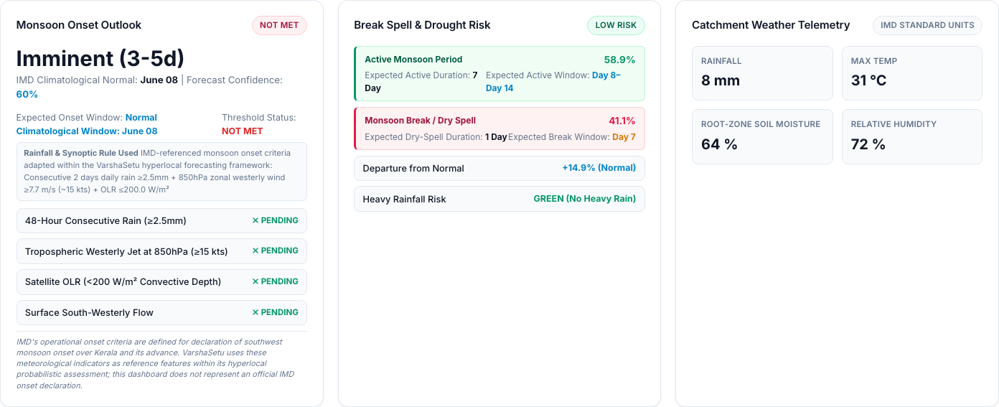 Monsoon Onset Outlook
NOT MET
Imminent (3-5d)
IMD Climatological Normal: June 08 | Forecast Confidence:
60%
Expected Onset Window: Normal
Climatological Window: June 08
Threshold Status:
NOT MET
Rainfall & Synoptic Rule Used IMD-referenced monsoon onset criteria
adapted within the VarshaSetu hyperlocal forecasting framework:
Consecutive 2 days daily rain ≥2.5mm + 850hPa zonal westerly wind
≥7.7 m/s (~15 kts) + OLR ≤200.0 W/m²
48-Hour Consecutive Rain (≥2.5mm)
✕ PENDING
Tropospheric Westerly Jet at 850hPa (≥15 kts)
✕ PENDING
Satellite OLR (<200 W/m² Convective Depth)
✕ PENDING
Surface South-Westerly Flow
✕ PENDING
IMD's operational onset criteria are defined for declaration of southwest
monsoon onset over Kerala and its advance. VarshaSetu uses these
meteorological indicators as reference features within its hyperlocal
probabilistic assessment; this dashboard does not represent an official IMD
onset declaration.
Break Spell & Drought Risk
LOW RISK
Active Monsoon Period
58.9%
Expected Active Duration: 7
Day
Expected Active Window: Day 8–
Day 14
Monsoon Break / Dry Spell
41.1%
Expected Dry-Spell Duration: 1 Day
Expected Break Window: Day 7
Departure from Normal
+14.9% (Normal)
Heavy Rainfall Risk
GREEN (No Heavy Rain)
Catchment Weather Telemetry
IMD STANDARD UNITS
RAINFALL
8 mm
MAX TEMP
31 °C
ROOT-ZONE SOIL MOISTURE
64 %
RELATIVE HUMIDITY
72 %